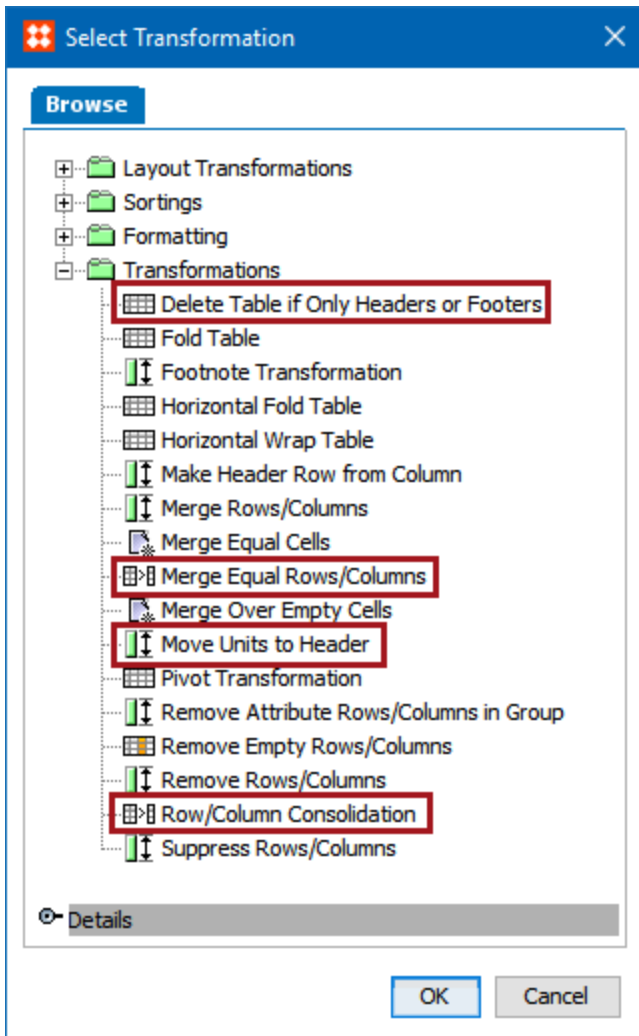 Select Transformation
Browse
Layout Transformations
Sortings
Formatting
Transformations
Delete Table if Only Headers or Footers
Fold Table
Footnote Transformation
Horizontal Fold Table
Horizontal Wrap Table
Make Header Row from Column
Merge Rows/Columns
Merge Equal Cells
Merge Equal Rows/Columns
Merge Over Empty Cells
Move Units to Header
Pivot Transformation
Remove Attribute Rows/Columns in Group
Remove Empty Rows/Columns
Remove Rows/Columns
Row/Column Consolidation
Suppress Rows/Columns
Details
OK Cancel